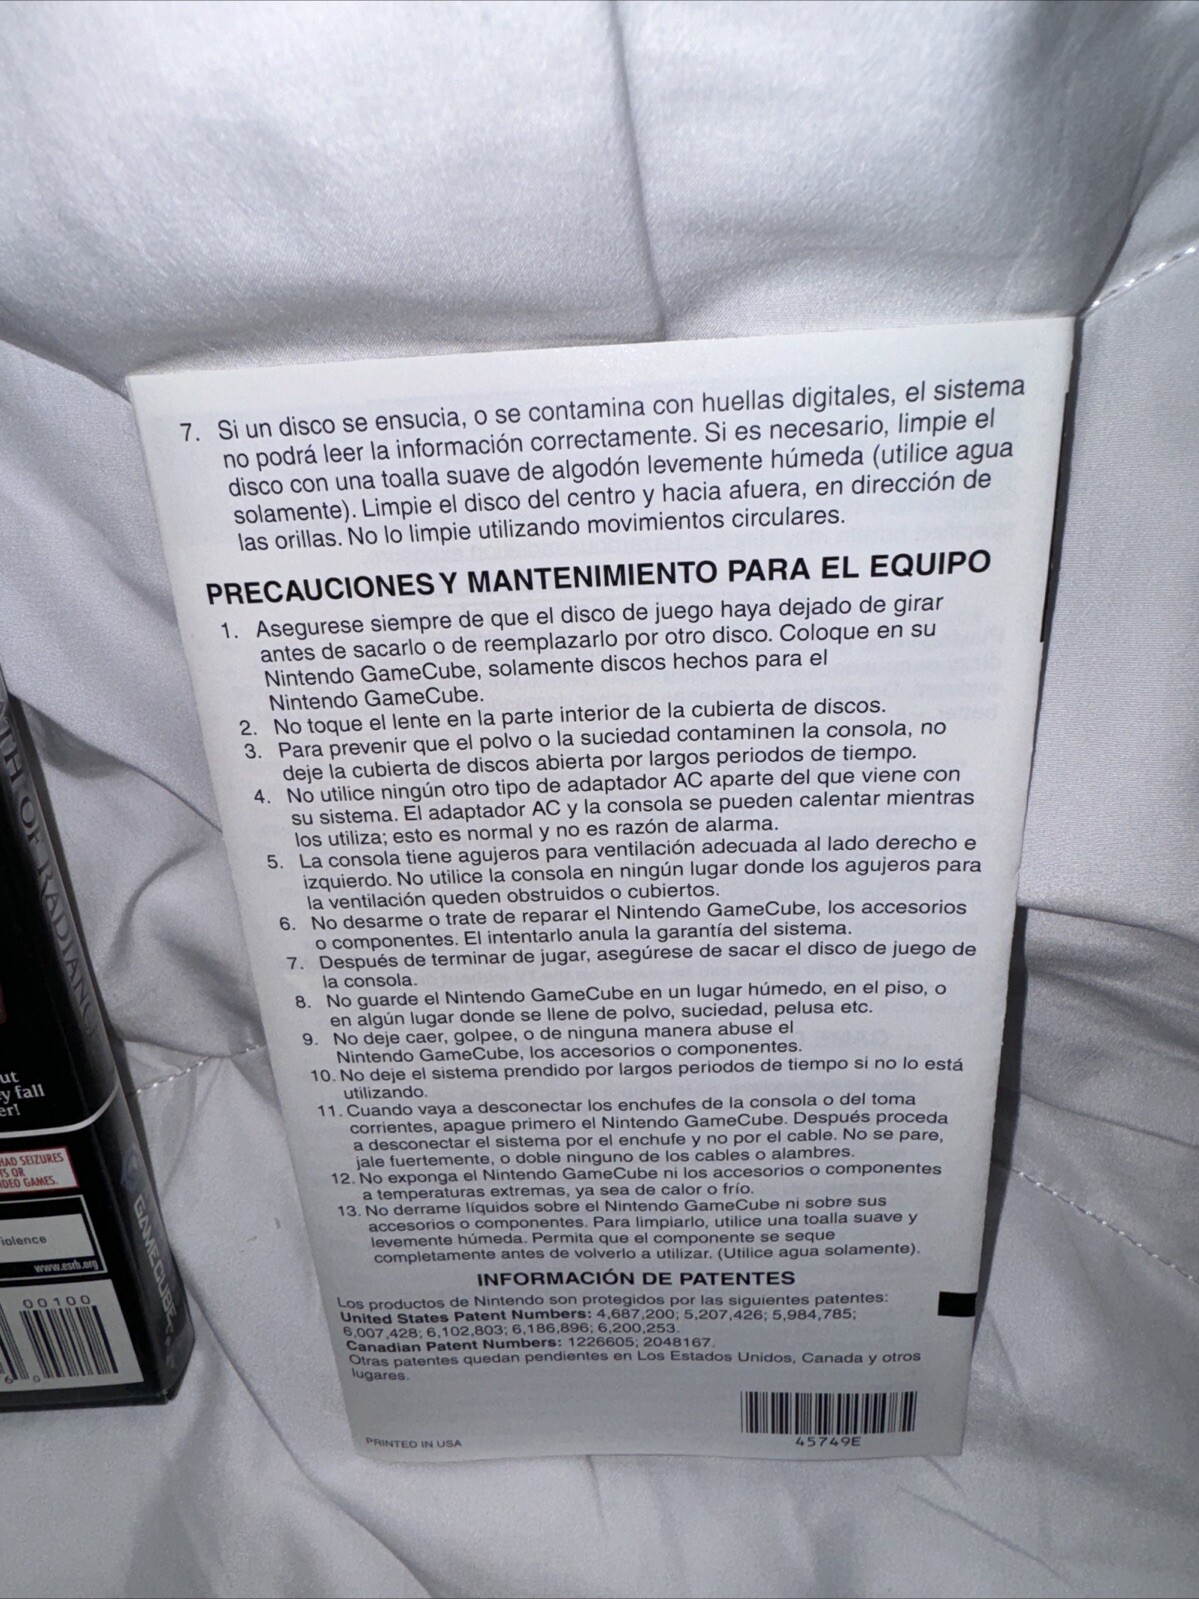 7. Si un disco se ensucia, o se contamina con huellas digitales, el sistema
no podrá leer la información correctamente. Si es necesario, limpie el
disco con una toalla suave de algodón levemente húmeda (utilice agua
solamente). Limpie el disco del centro y hacia afuera, en dirección de
las orillas. No lo limpie utilizando movimientos circulares.
PRECAUCIONES Y MANTENIMIENTO PARA EL EQUIPO
1. Asegurese siempre de que el disco de juego haya dejado de girar
antes de sacarlo o de reemplazarlo por otro disco. Coloque en su
Nintendo GameCube, solamente discos hechos para el
Nintendo GameCube.
2. No toque el lente en la parte interior de la cubierta de discos.
3. Para prevenir que el polvo o la suciedad contaminen la consola, no
deje la cubierta de discos abierta por largos periodos de tiempo.
4. No utilice ningún otro tipo de adaptador AC aparte del que viene con
su sistema. El adaptador AC y la consola se pueden calentar mientras
los utiliza; esto es normal y no es razón de alarma.
5. La consola tiene agujeros para ventilación adecuada al lado derecho e
izquierdo. No utilice la consola en ningún lugar donde los agujeros para
la ventilación queden obstruidos o cubiertos.
6. No desarme o trate de reparar el Nintendo GameCube, los accesorios
o componentes. El intentarlo anula la garantía del sistema.
7. Después de terminar de jugar, asegúrese de sacar el disco de juego de
la consola.
8. No guarde el Nintendo GameCube en un lugar húmedo, en el piso, o
en algún lugar donde se llene de polvo, suciedad, pelusa etc.
9. No deje caer, golpee, o de ninguna manera abuse el
Nintendo GameCube, los accesorios o componentes.
10. No deje el sistema prendido por largos periodos de tiempo si no lo está
utilizando.
11. Cuando vaya a desconectar los enchufes de la consola o del toma
corrientes, apague primero el Nintendo GameCube. Después proceda
a desconectar el sistema por el enchufe y no por el cable. No se pare,
jale fuertemente, o doble ninguno de los cables o alambres.
12. No exponga el Nintendo GameCube ni los accesorios o componentes
a temperaturas extremas, ya sea de calor o frío.
13. No derrame líquidos sobre el Nintendo GameCube ni sobre sus
accesorios o componentes. Para limpiarlo, utilice una toalla suave y
levemente húmeda. Permita que el componente se seque
completamente antes de volverlo a utilizar. (Utilice agua solamente).
INFORMACIÓN DE PATENTES
Los productos de Nintendo son protegidos por las siguientes patentes:
United States Patent Numbers: 4,687,200; 5,207,426; 5,984,785;
6,007,428; 6,102,803; 6,186,896; 6,200,253.
Canadian Patent Numbers: 1226605; 2048167.
Otras patentes quedan pendientes en Los Estados Unidos, Canada y otros
lugares.
PRINTED IN USA
45749E
OF RADIANC
fall
HAD SEIZURES
OR
GAMES.
www.esrb.org
00100
GAMECUBE